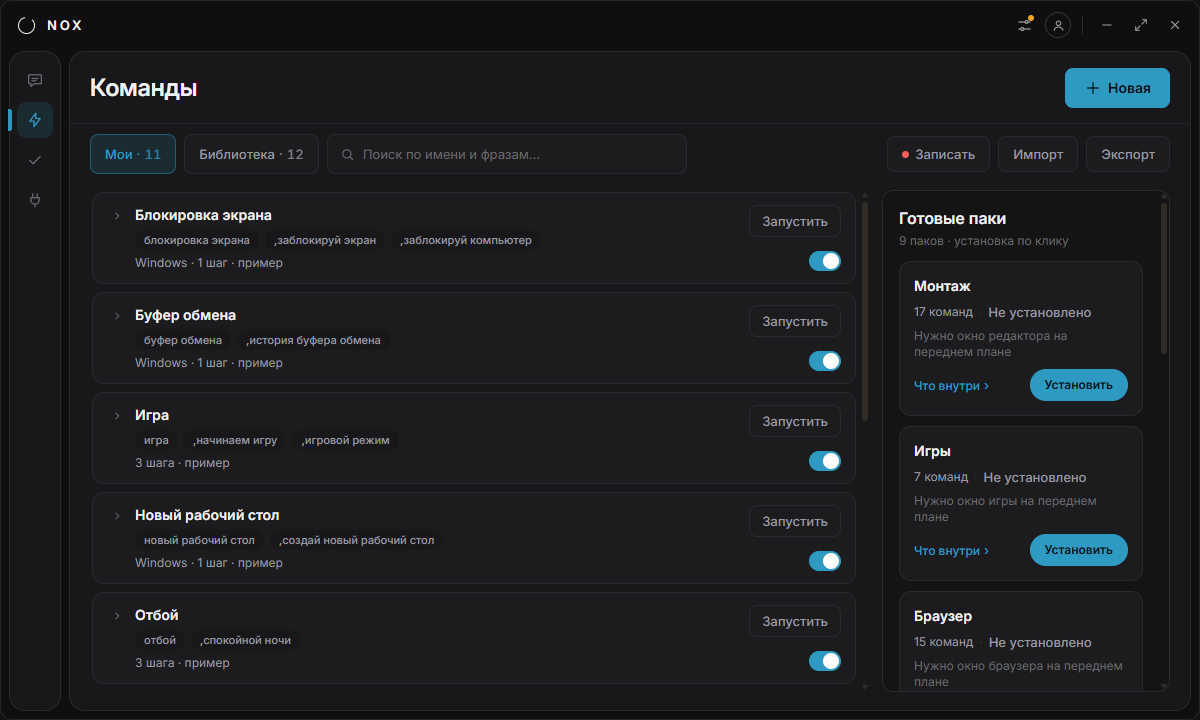 NOX
Команды
+ Новая
Мои · 11
Библиотека · 12
Поиск по имени и фразам...
Записать
Импорт
Экспорт
Блокировка экрана
блокировка экрана ,заблокируй экран ,заблокируй компьютер
Windows · 1 шаг · пример
Запустить
Буфер обмена
буфер обмена ,история буфера обмена
Windows · 1 шаг · пример
Запустить
Игра
игра ,начинаем игру ,игровой режим
3 шага · пример
Запустить
Новый рабочий стол
новый рабочий стол ,создай новый рабочий стол
Windows · 1 шаг · пример
Запустить
Отбой
отбой ,спокойной ночи
3 шага · пример
Запустить
Готовые паки
9 паков · установка по клику
Монтаж
17 команд · Не установлено
Нужно окно редактора на
переднем плане
Что внутри ›
Установить
Игры
7 команд · Не установлено
Нужно окно игры на переднем
плане
Что внутри ›
Установить
Браузер
15 команд · Не установлено
Нужно окно браузера на переднем
плане